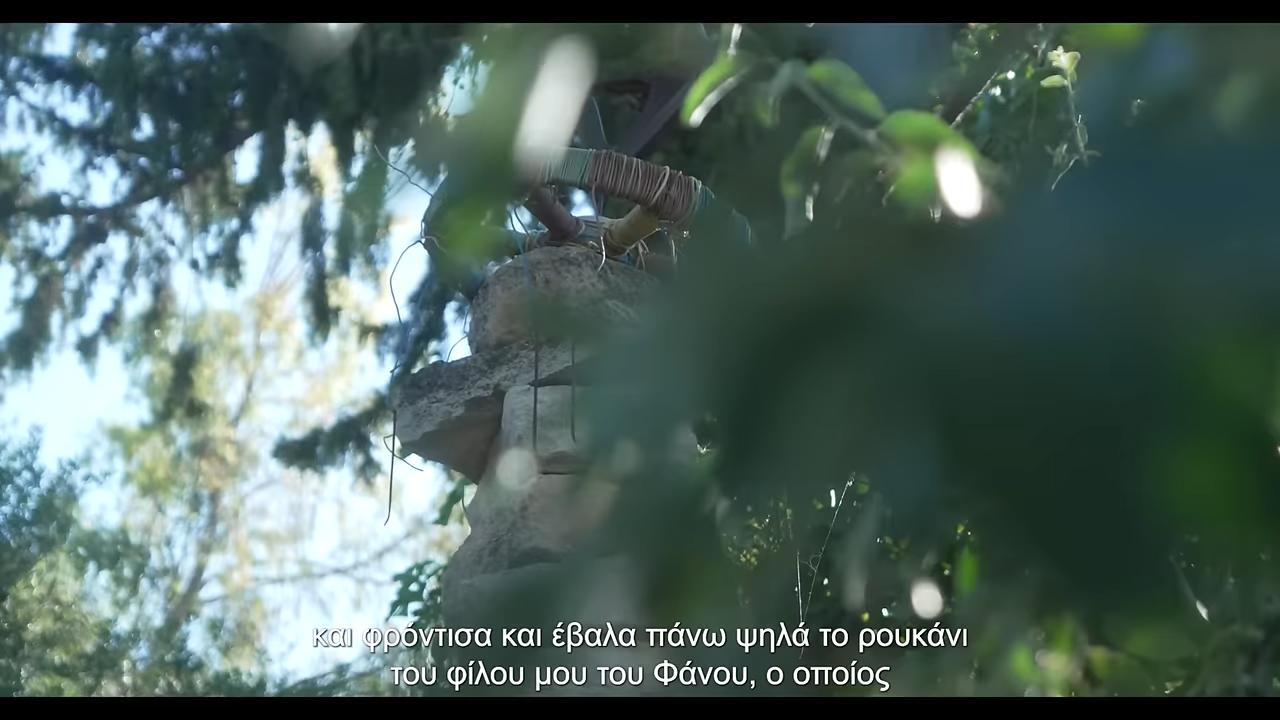 και φρόντισα και έβαλα πάνω ψηλά το ρουκάνι
του φίλου μου του Φάνου, ο οποίος